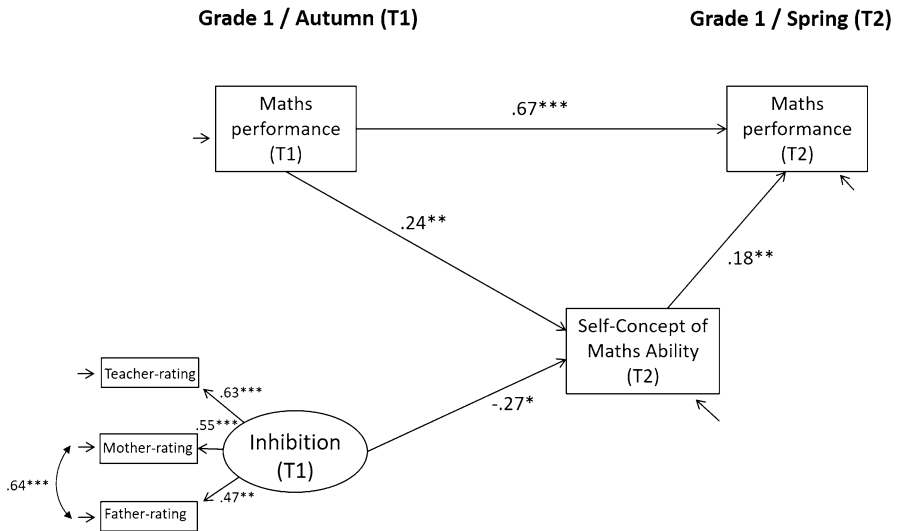 Grade 1 / Autumn (T1)
Grade 1 / Spring (T2)
Maths
performance
(T1)
.67***
Maths
performance
(T2)
.24**
.18**
Self-Concept of
Maths Ability
(T2)
-.27*
Teacher-rating
.63***
.55***
Mother-rating
Inhibition
(T1)
.64***
.47**
Father-rating